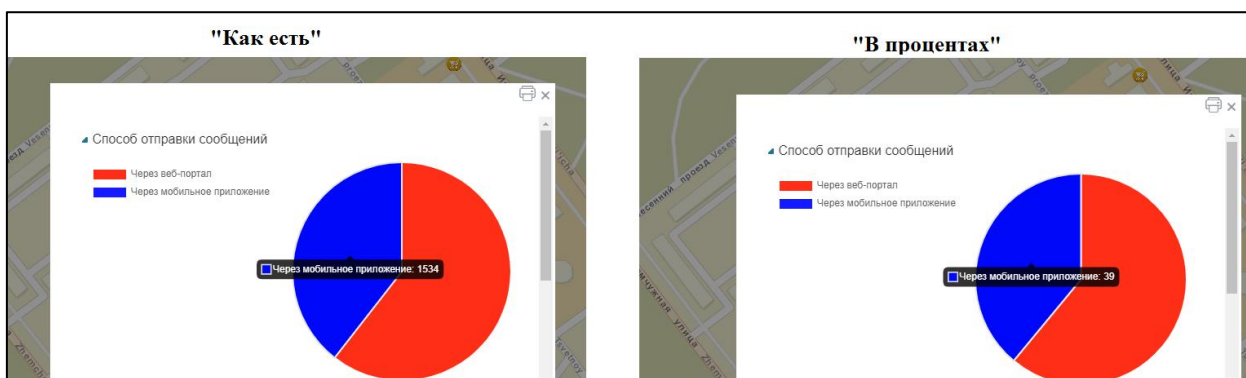 "Как есть"
Способ отправки сообщений
Через веб-портал
Через мобильное приложение
Через мобильное приложение: 1534
"В процентах"
Способ отправки сообщений
Через веб-портал
Через мобильное приложение
Через мобильное приложение: 39